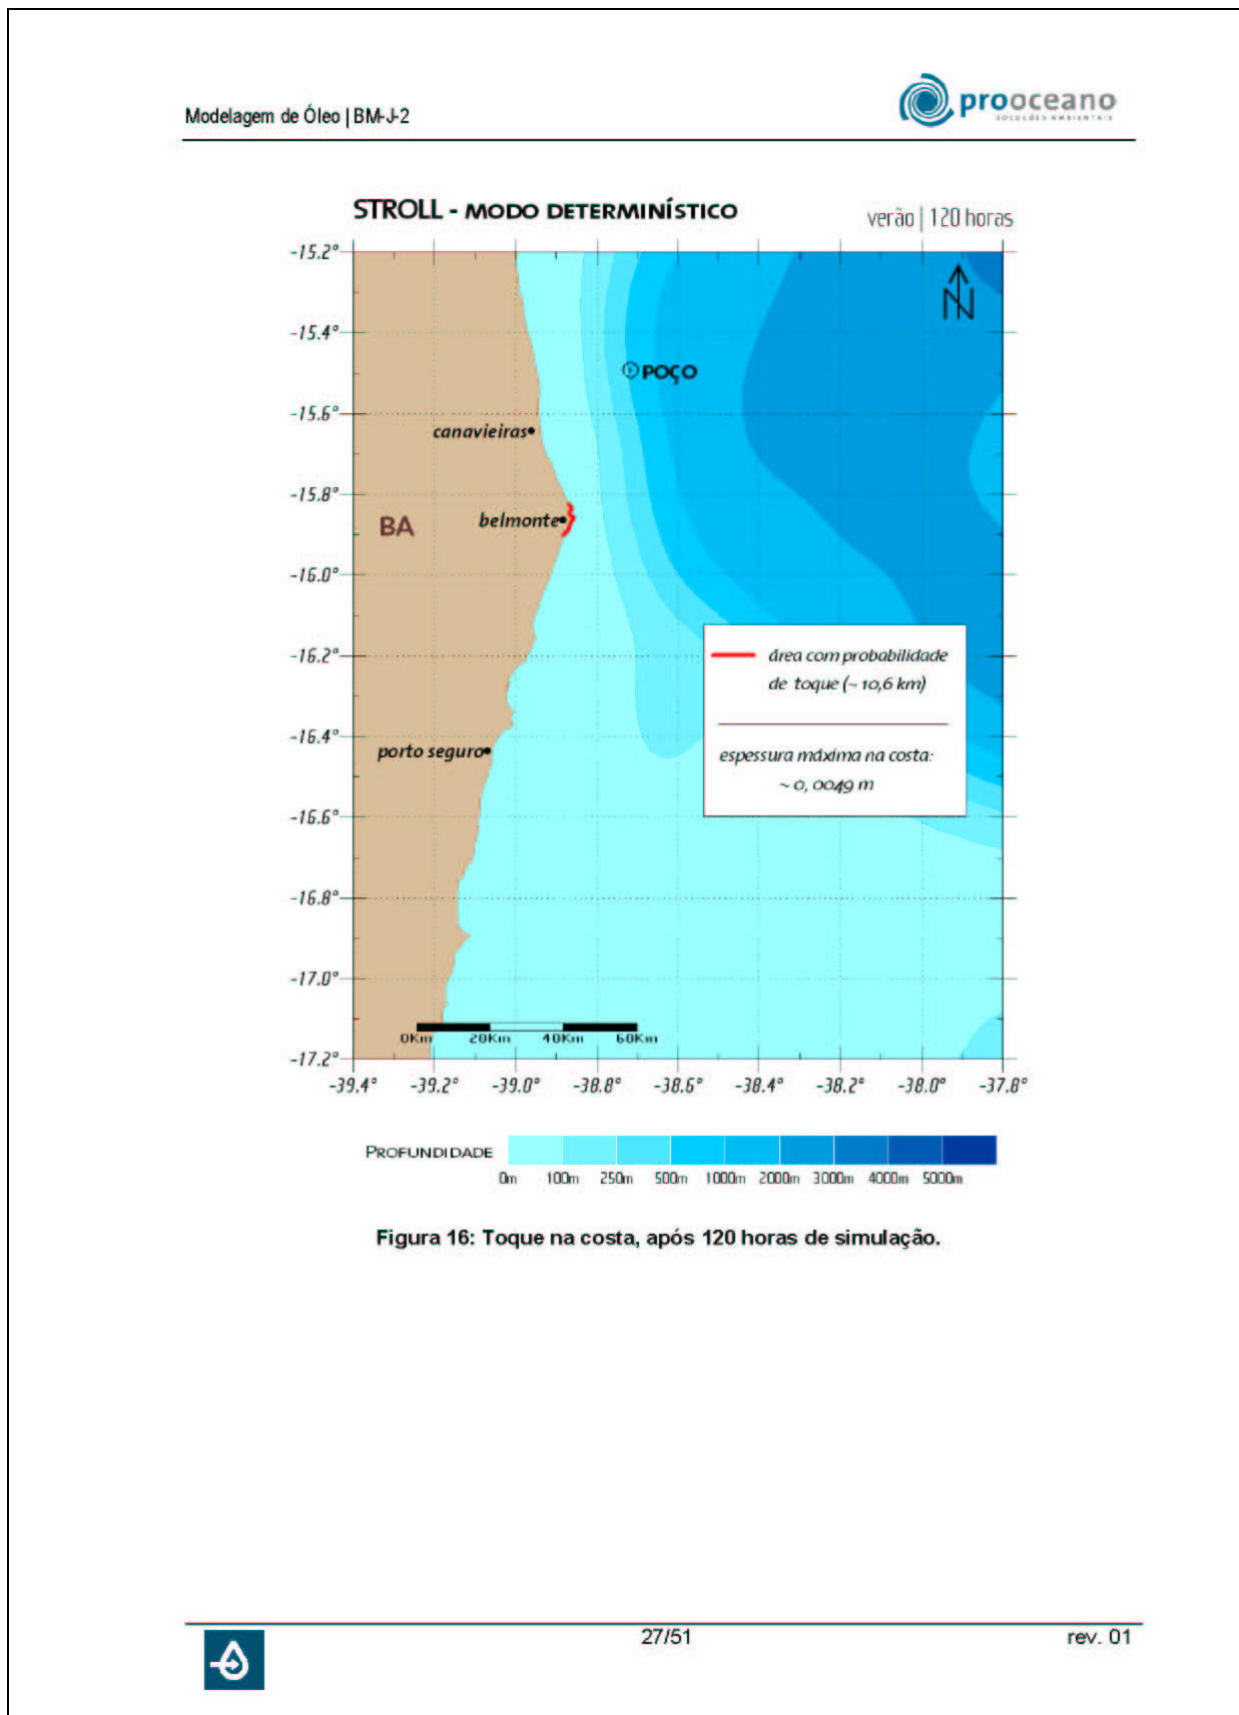 Modelagem de Óleo | BM-J-2
prooceano
SOLUÇÕES AMBIENTAIS
STROLL - MODO DETERMINÍSTICO
verão | 120 horas
-15.2°
-15.4°
POÇO
-15.6°
canavieiras
-15.8°
belmonte
BA
-16.0°
-16.2°
área com probabilidade
de toque (~ 10,6 km)
-16.4°
porto seguro
espessura máxima na costa:
~ 0, 0049 m
-16.6°
-16.8°
-17.0°
0Km 20Km 40Km 60Km
-17.2°
-39.4° -39.2° -39.0° -38.8° -38.6° -38.4° -38.2° -38.0° -37.8°
PROFUNDIDADE
0m 100m 250m 500m 1000m 2000m 3000m 4000m 5000m
Figura 16: Toque na costa, após 120 horas de simulação.
27/51
rev. 01